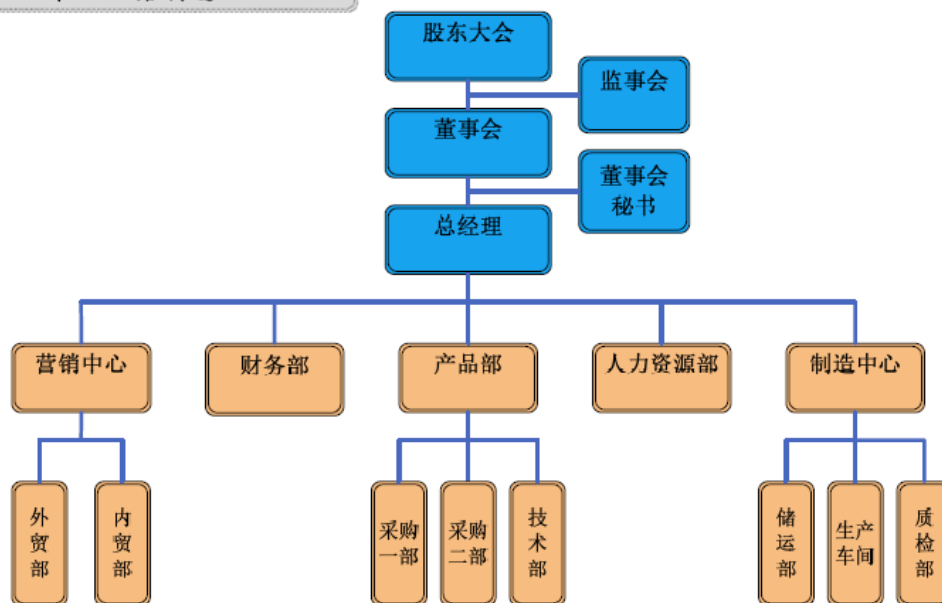 股东大会
监事会
董事会
董事会
秘书
总经理
营销中心
财务部
产品部
人力资源部
制造中心
外
贸
部
内
贸
部
采购
一部
采购
二部
技
术
部
储
运
部
生产
车间
质
检
部